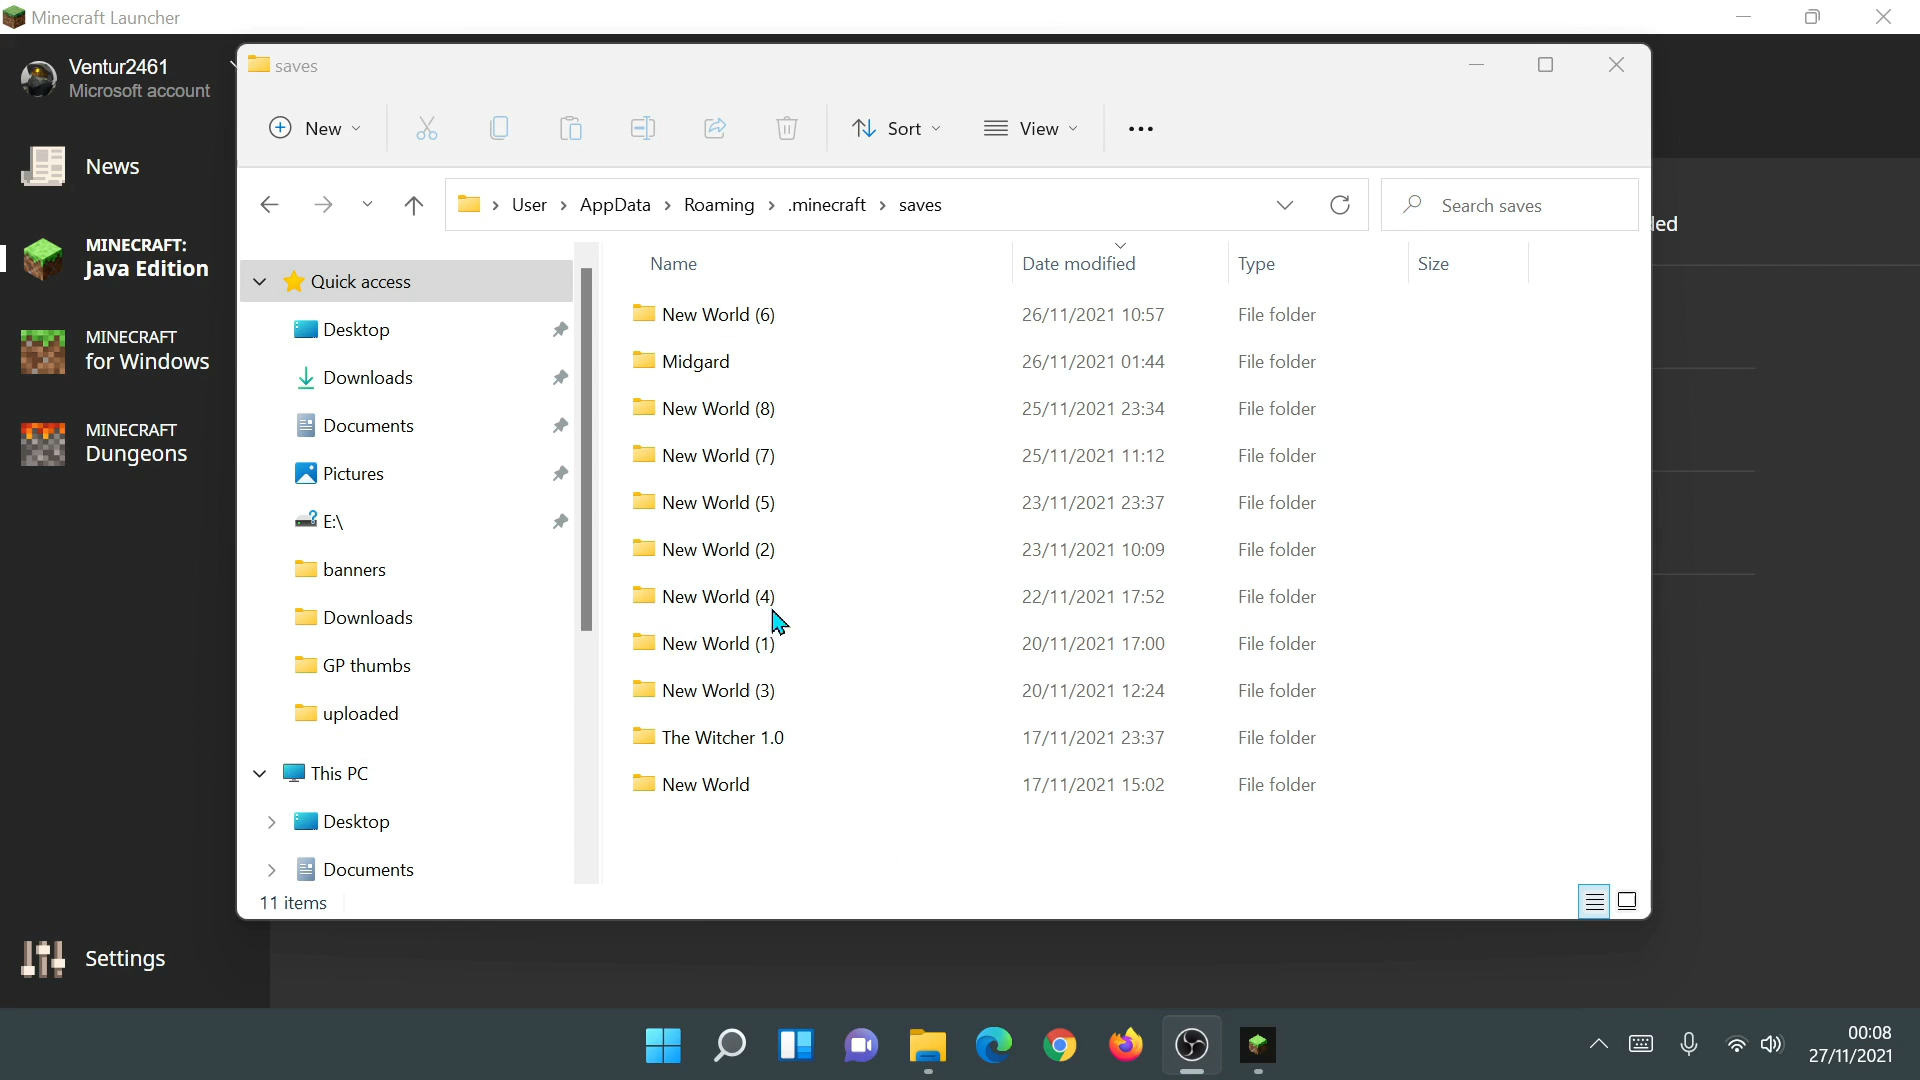 Minecraft Launcher
Ventur2461
Microsoft account
News
MINECRAFT:
Java Edition
MINECRAFT
for Windows
MINECRAFT
Dungeons
Settings
saves
New
Sort
View
User > AppData > Roaming > .minecraft > saves
Search saves
led
Quick access
Desktop
Downloads
Documents
Pictures
E:\
banners
Downloads
GP thumbs
uploaded
This PC
Desktop
Documents
Name Date modified Type Size
New World (6) 26/11/2021 10:57 File folder
Midgard 26/11/2021 01:44 File folder
New World (8) 25/11/2021 23:34 File folder
New World (7) 25/11/2021 11:12 File folder
New World (5) 23/11/2021 23:37 File folder
New World (2) 23/11/2021 10:09 File folder
New World (4) 22/11/2021 17:52 File folder
New World (1) 20/11/2021 17:00 File folder
New World (3) 20/11/2021 12:24 File folder
The Witcher 1.0 17/11/2021 23:37 File folder
New World 17/11/2021 15:02 File folder
11 items
00:08
27/11/2021